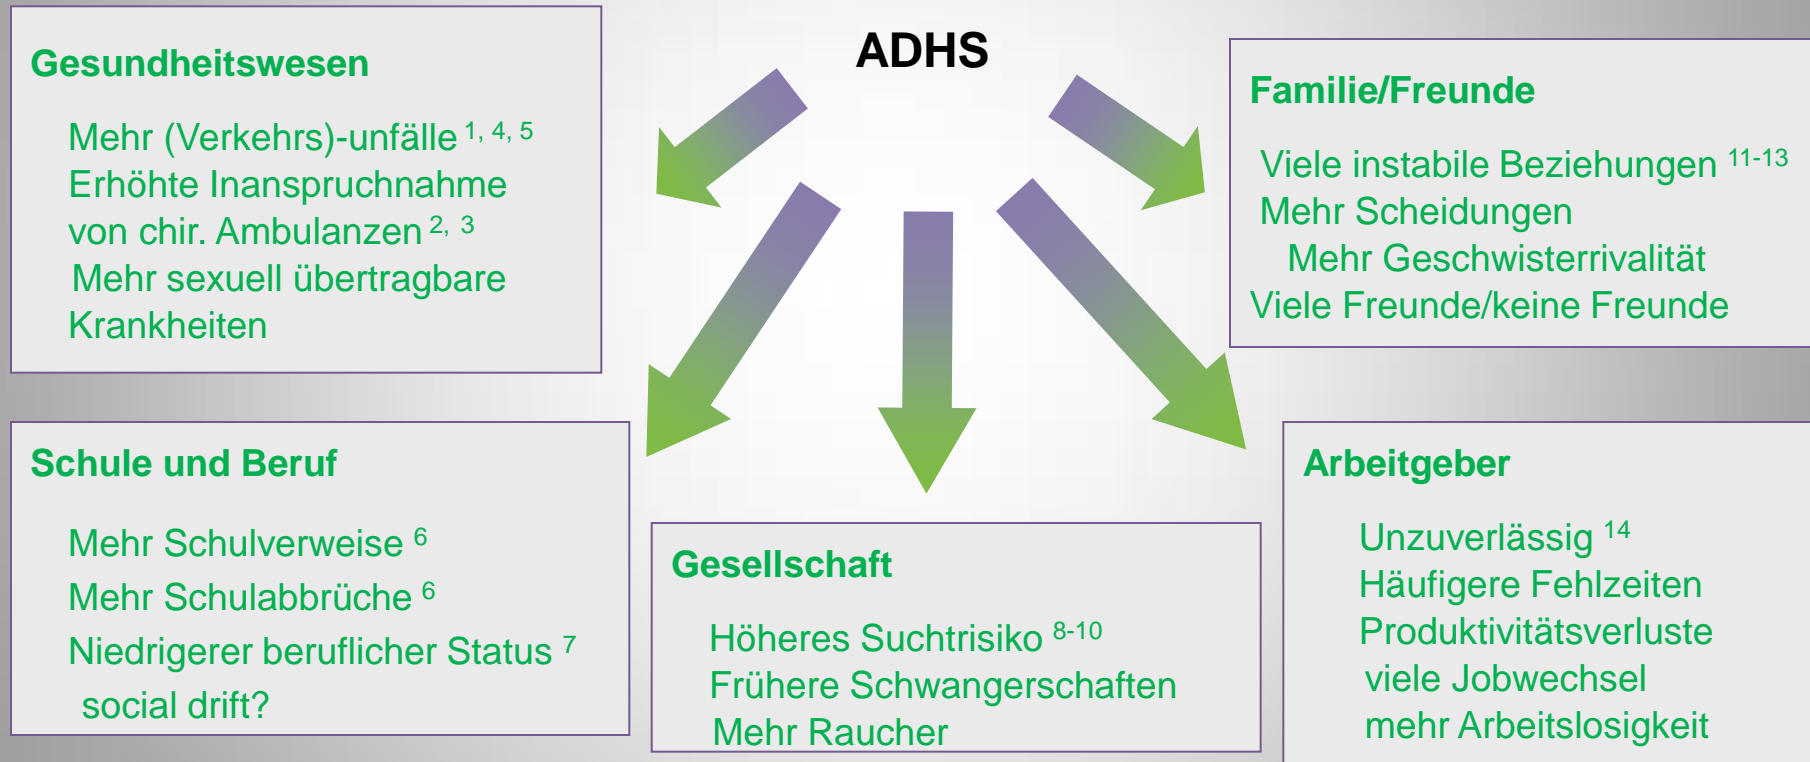 ADHS
Gesundheitswesen
Mehr (Verkehrs)-unfälle 1, 4, 5
Erhöhte Inanspruchnahme
von chir. Ambulanzen 2, 3
Mehr sexuell übertragbare
Krankheiten
Familie/Freunde
Viele instabile Beziehungen 11-13
Mehr Scheidungen
Mehr Geschwisterrivalität
Viele Freunde/keine Freunde
Schule und Beruf
Mehr Schulverweise 6
Mehr Schulabbrüche 6
Niedrigerer beruflicher Status 7
social drift?
Gesellschaft
Höheres Suchtrisiko 8-10
Frühere Schwangerschaften
Mehr Raucher
Arbeitgeber
Unzuverlässig 14
Häufigere Fehlzeiten
Produktivitätsverluste
viele Jobwechsel
mehr Arbeitslosigkeit